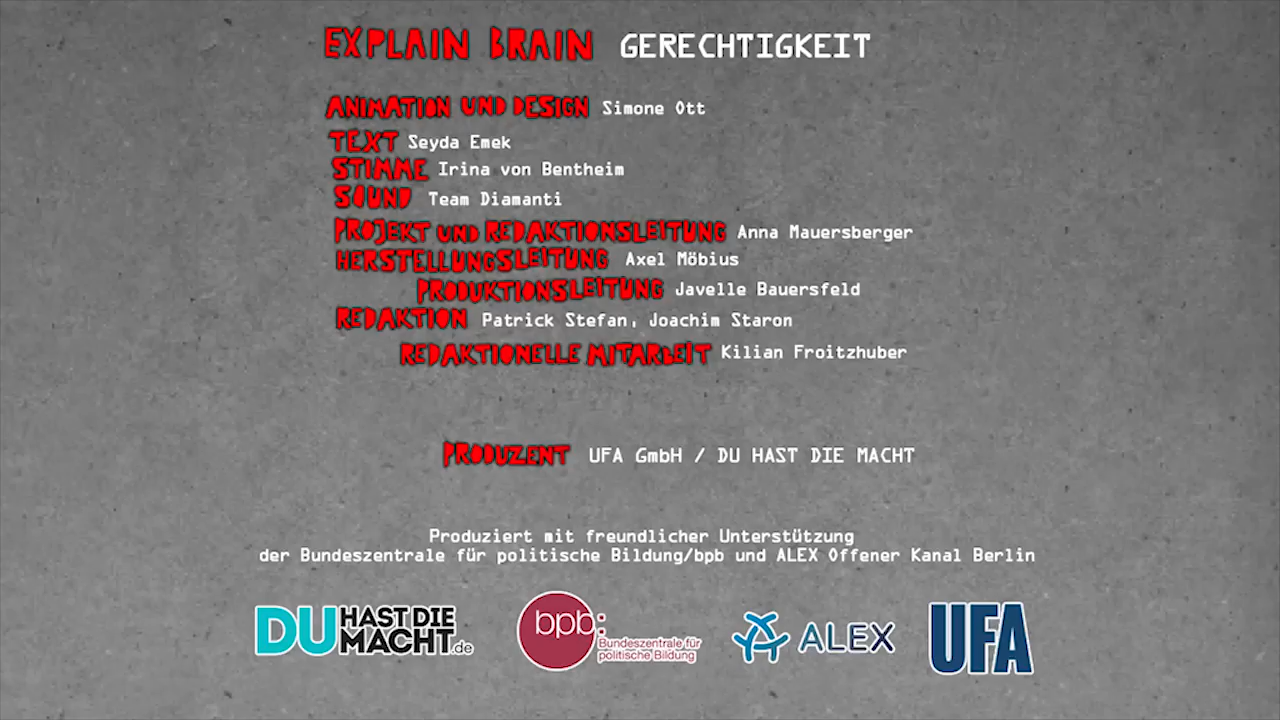 EXPLAIN BRAIN GERECHTIGKEIT
ANIMATION UND DESIGN Simone Ott
TEXT Seyda Emek
STIMME Irina von Bentheim
SOUND Team Diamanti
PROJEKT UND REDAKTIONSLEITUNG Anna Mauersberger
HERSTELLUNGSLEITUNG Axel Möbius
PRODUKTIONSLEITUNG Javelle Bauersfeld
REDAKTION Patrick Stefan, Joachim Staron
REDAKTIONELLE MITARBEIT Kilian Froitzhuber
PRODUZENT UFA GmbH / DU HAST DIE MACHT
Produziert mit freundlicher Unterstützung
der Bundeszentrale für politische Bildung/bpb und ALEX Offener Kanal Berlin
DU HAST DIE
MACHT.de
bpb:
Bundeszentrale für
politische Bildung
ALEX
UFA